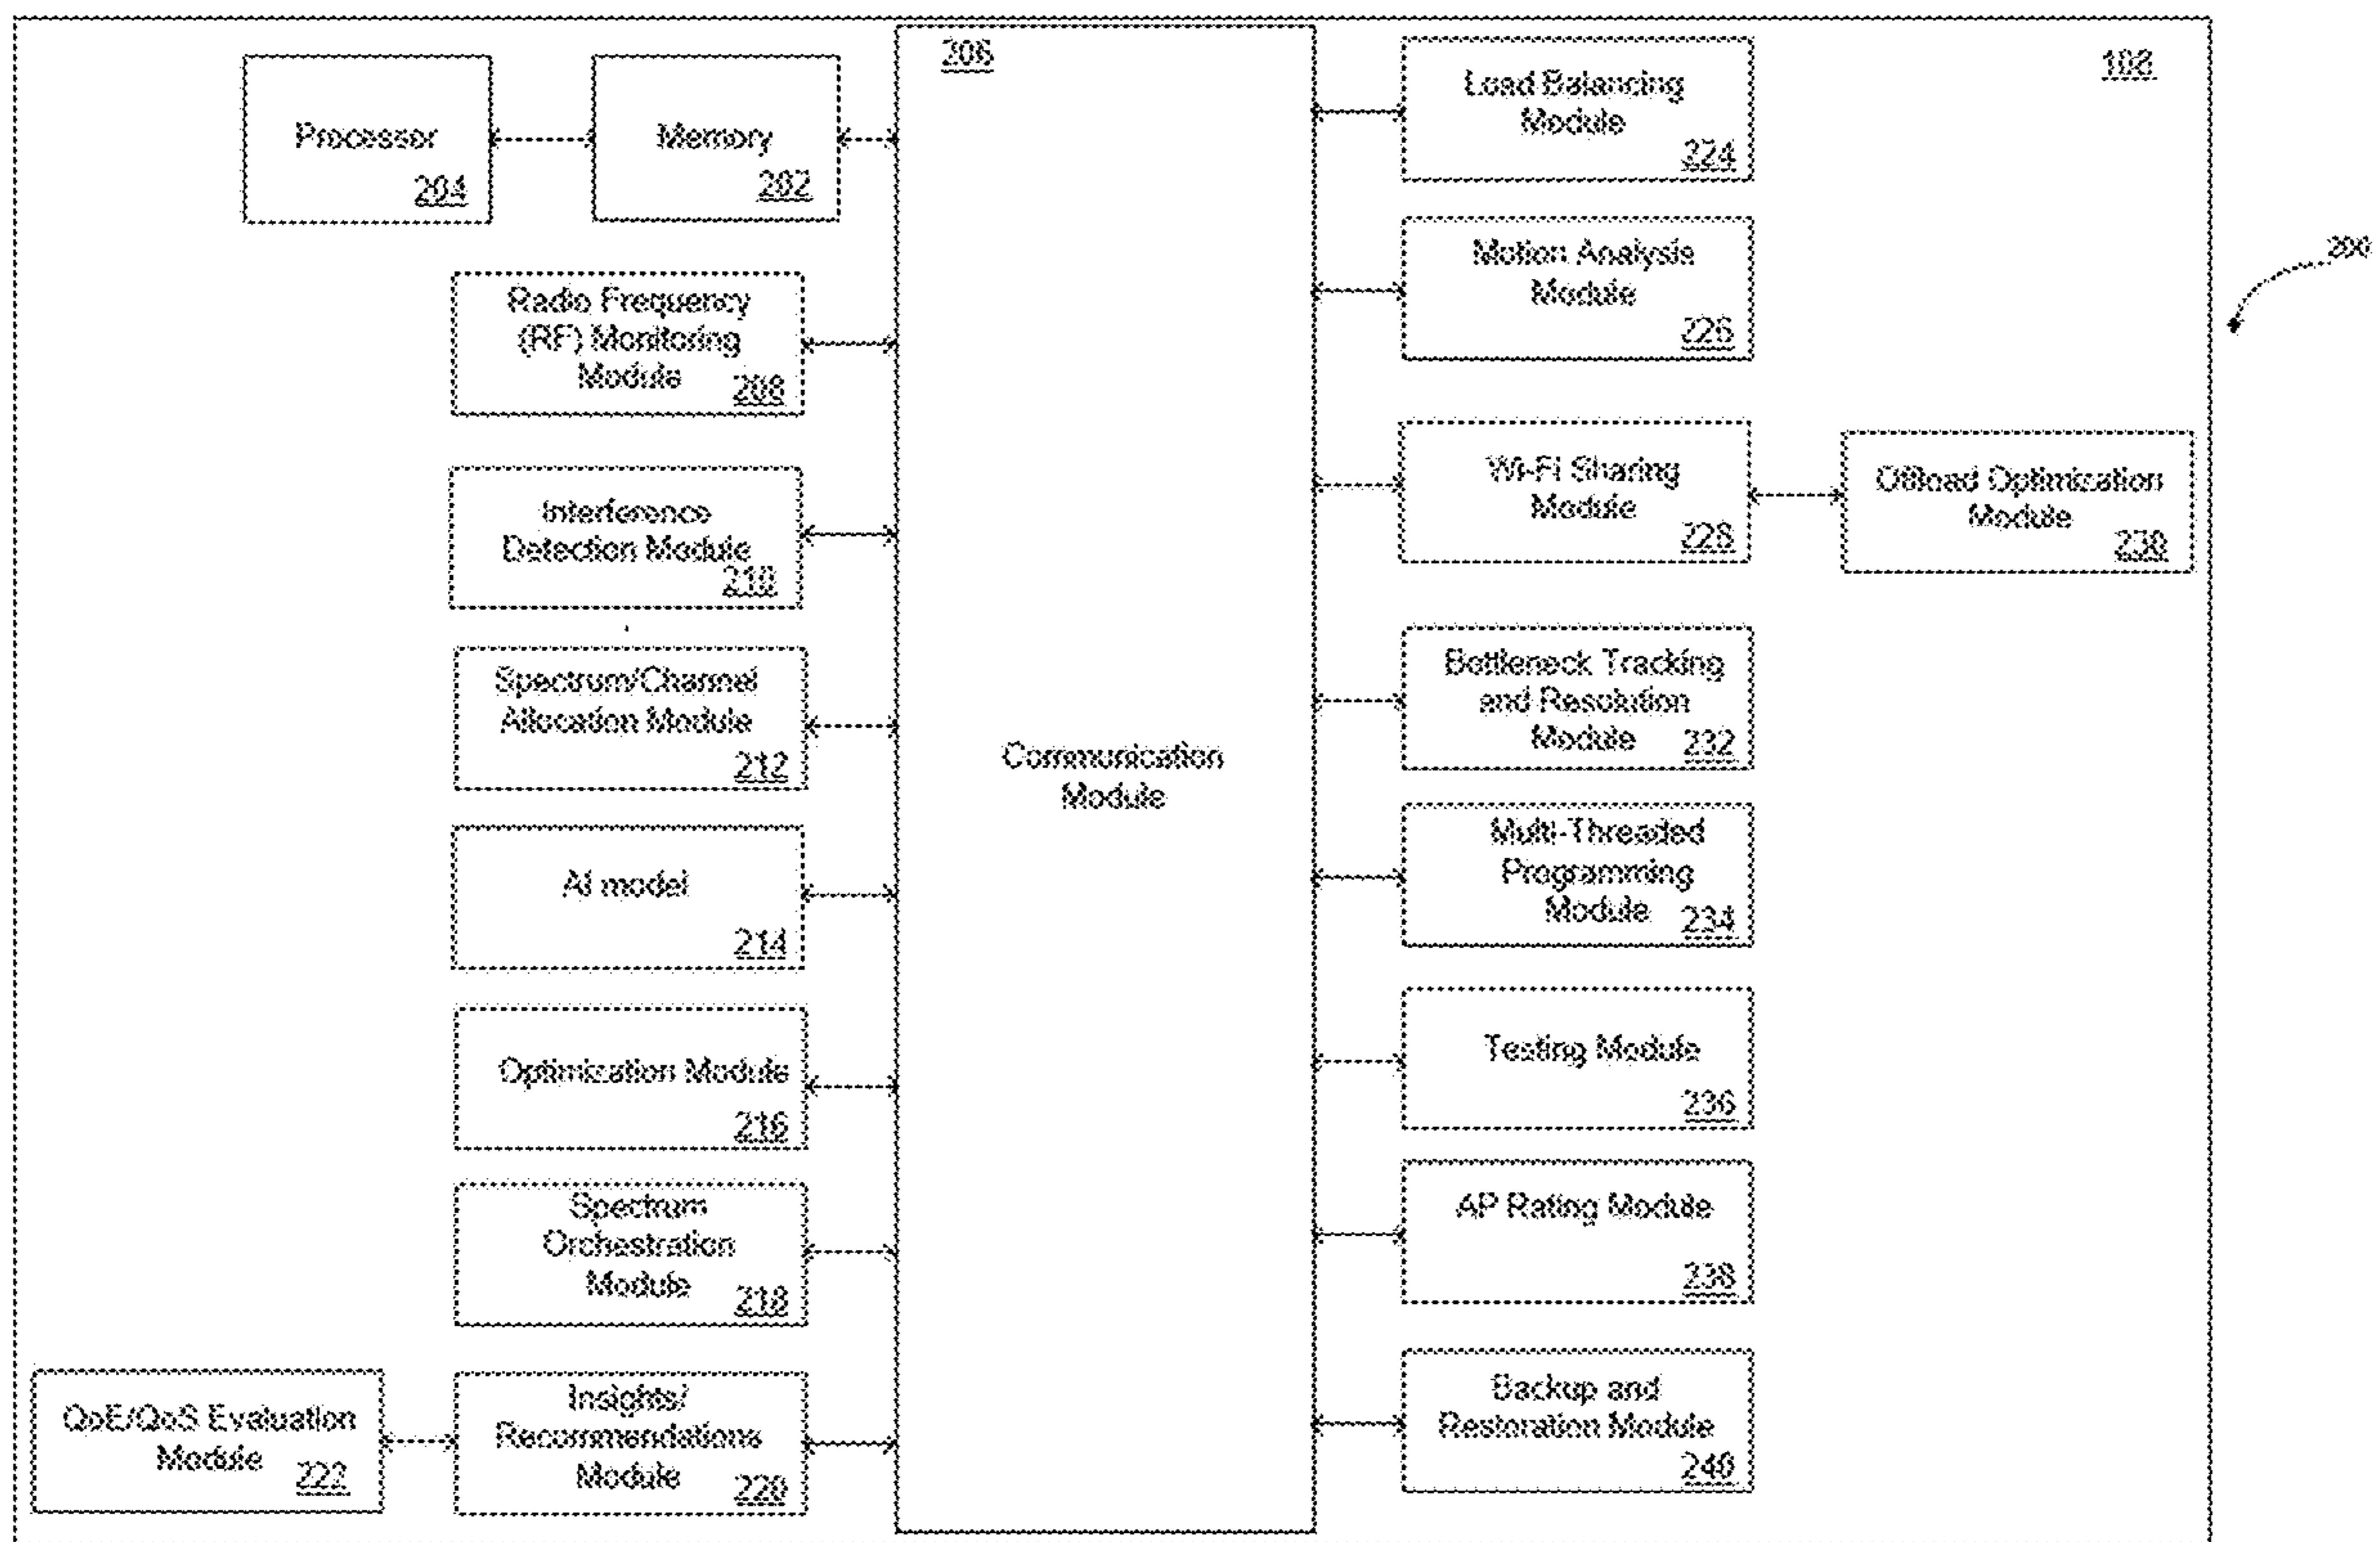 206
108
Processor
204
Memory
202
Load Balancing
Module
224
200
Radio Frequency
(RF) Monitoring
Module
208
Motion Analysis
Module
226
Interference
Detection Module
210
Wi-Fi Sharing
Module
228
Offload Optimization
Module
230
Spectrum/Channel
Allocation Module
212
Communication
Module
Bottleneck Tracking
and Resolution
Module
232
AI model
214
Multi-Threaded
Programming
Module
234
Optimization Module
216
Testing Module
236
Spectrum
Orchestration
Module
218
AP Rating Module
238
QoE/QoS Evaluation
Module
222
Insights/
Recommendations
Module
220
Backup and
Restoration Module
240